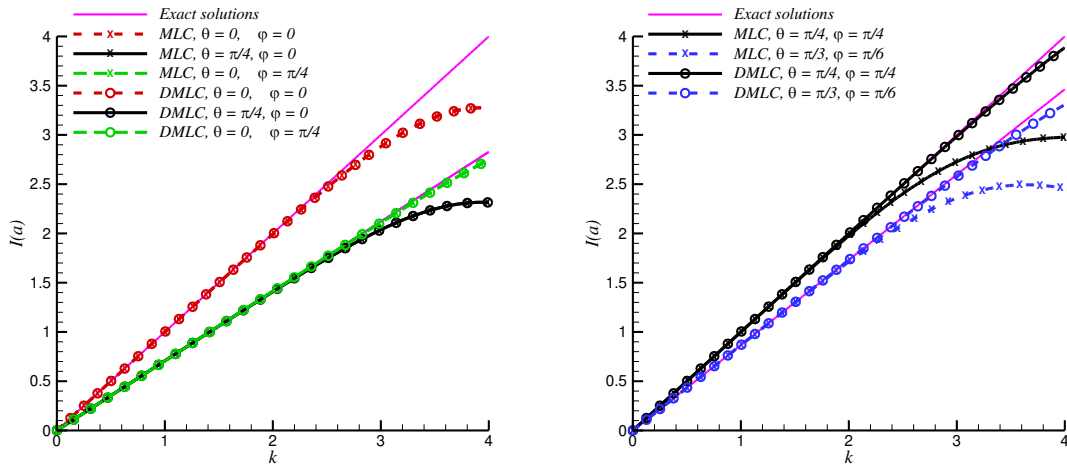 Exact solutions
MLC, θ = 0, φ = 0
MLC, θ = π/4, φ = 0
MLC, θ = 0, φ = π/4
DMLC, θ = 0, φ = 0
DMLC, θ = π/4, φ = 0
DMLC, θ = 0, φ = π/4
4
3.5
3
2.5
2
1.5
1
0.5
0
I(a)
0 1 2 3 4
k
Exact solutions
MLC, θ = π/4, φ = π/4
MLC, θ = π/3, φ = π/6
DMLC, θ = π/4, φ = π/4
DMLC, θ = π/3, φ = π/6
4
3.5
3
2.5
2
1.5
1
0.5
0
I(a)
0 1 2 3 4
k